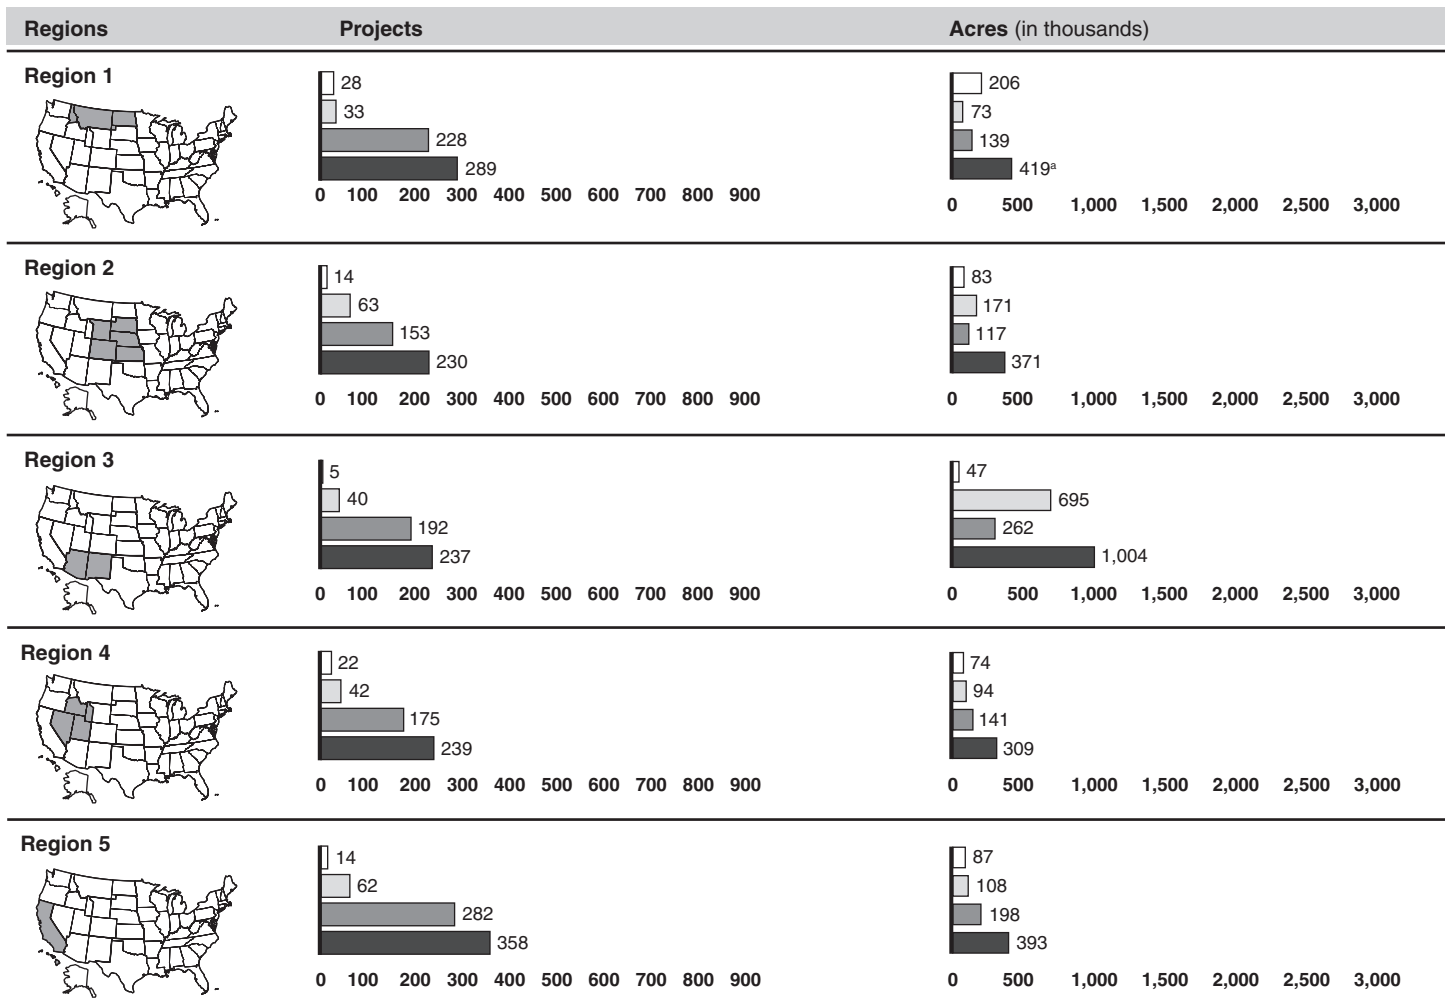 Regions Projects Acres (in thousands)
Region 1
28 206
33 73
228 139
289 419ᵃ
0 100 200 300 400 500 600 700 800 900
0 500 1,000 1,500 2,000 2,500 3,000
Region 2
14 83
63 171
153 117
230 371
0 100 200 300 400 500 600 700 800 900 0 500 1,000 1,500 2,000 2,500 3,000
Region 3
5 47
40 695
192 262
237 1,004
0 100 200 300 400 500 600 700 800 900 0 500 1,000 1,500 2,000 2,500 3,000
Region 4
22 74
42 94
175 141
239 309
0 100 200 300 400 500 600 700 800 900 0 500 1,000 1,500 2,000 2,500 3,000
Region 5
14 87
62 108
282 198
358 393
0 100 200 300 400 500 600 700 800 900 0 500 1,000 1,500 2,000 2,500 3,000